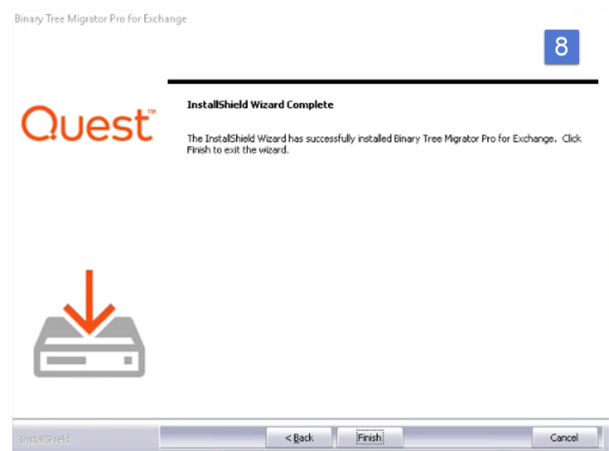 Binary Tree Migrator Pro for Exchange
8
Quest™
InstallShield Wizard Complete
The InstallShield Wizard has successfully installed Binary Tree Migrator Pro for Exchange. Click
Finish to exit the wizard.
InstallShield
< Back
Finish
Cancel